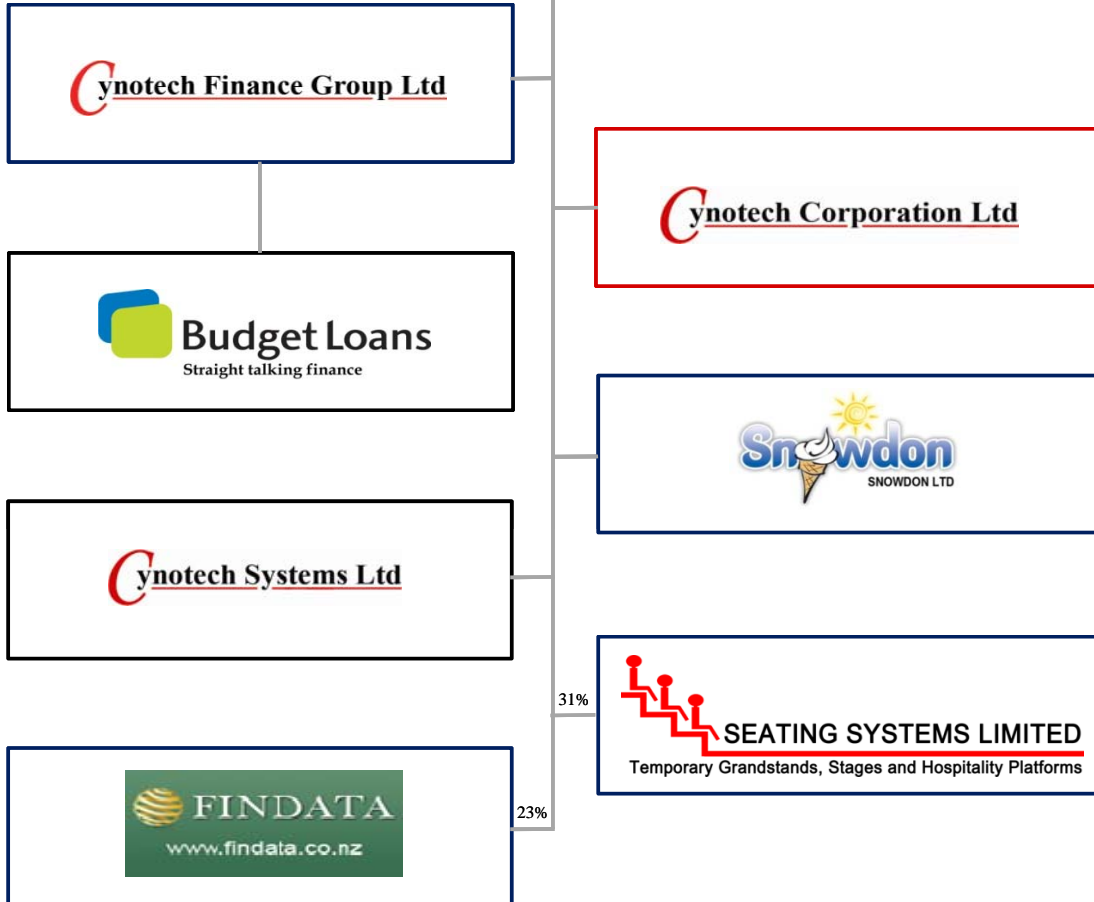 Cynotech Finance Group Ltd
Cynotech Corporation Ltd
Budget Loans
Straight talking finance
Snowdon
SNOWDON LTD
Cynotech Systems Ltd
31%
SEATING SYSTEMS LIMITED
Temporary Grandstands, Stages and Hospitality Platforms
FINDATA
www.findata.co.nz
23%